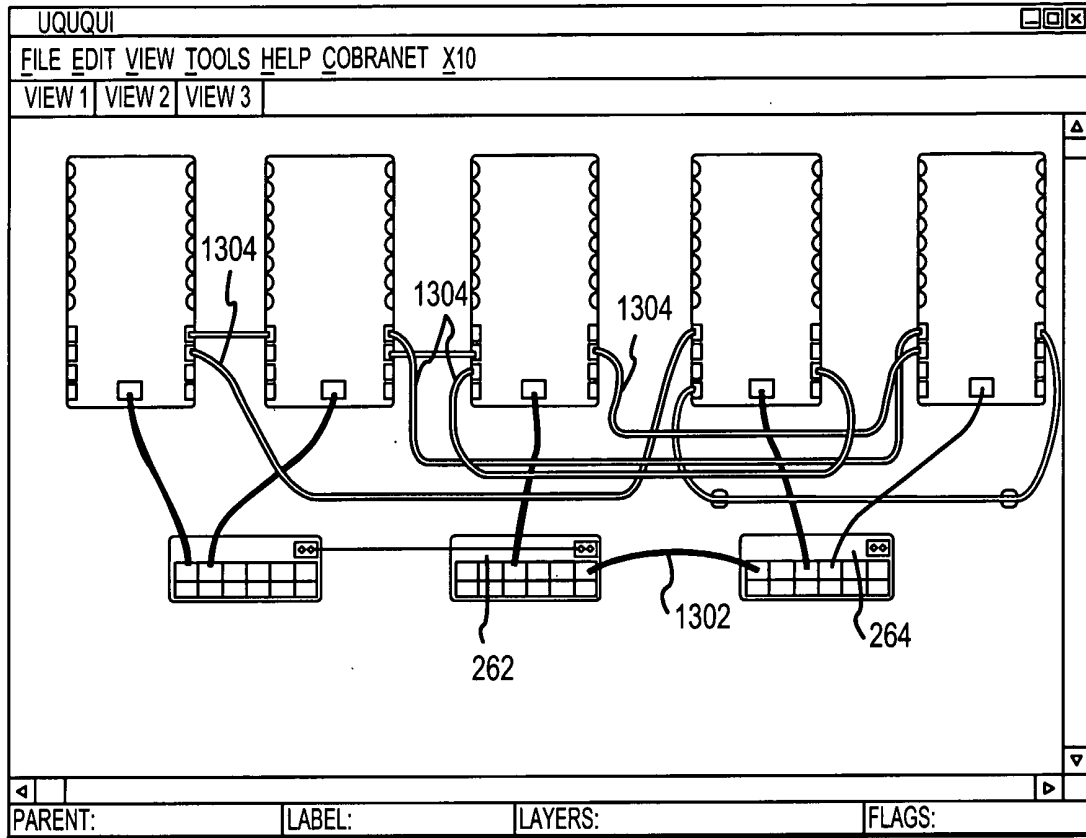 UQUQUI
FILE EDIT VIEW TOOLS HELP COBRANET X10
VIEW 1 VIEW 2 VIEW 3
1304
1304
1304
1302
262
264
PARENT: LABEL: LAYERS: FLAGS: